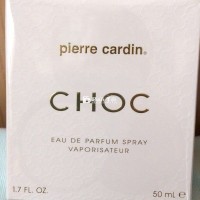 pierre cardin®
CHOC
EAU DE PARFUM SPRAY
VAPORISATEUR
1.7 FL. OZ. 50 mL e